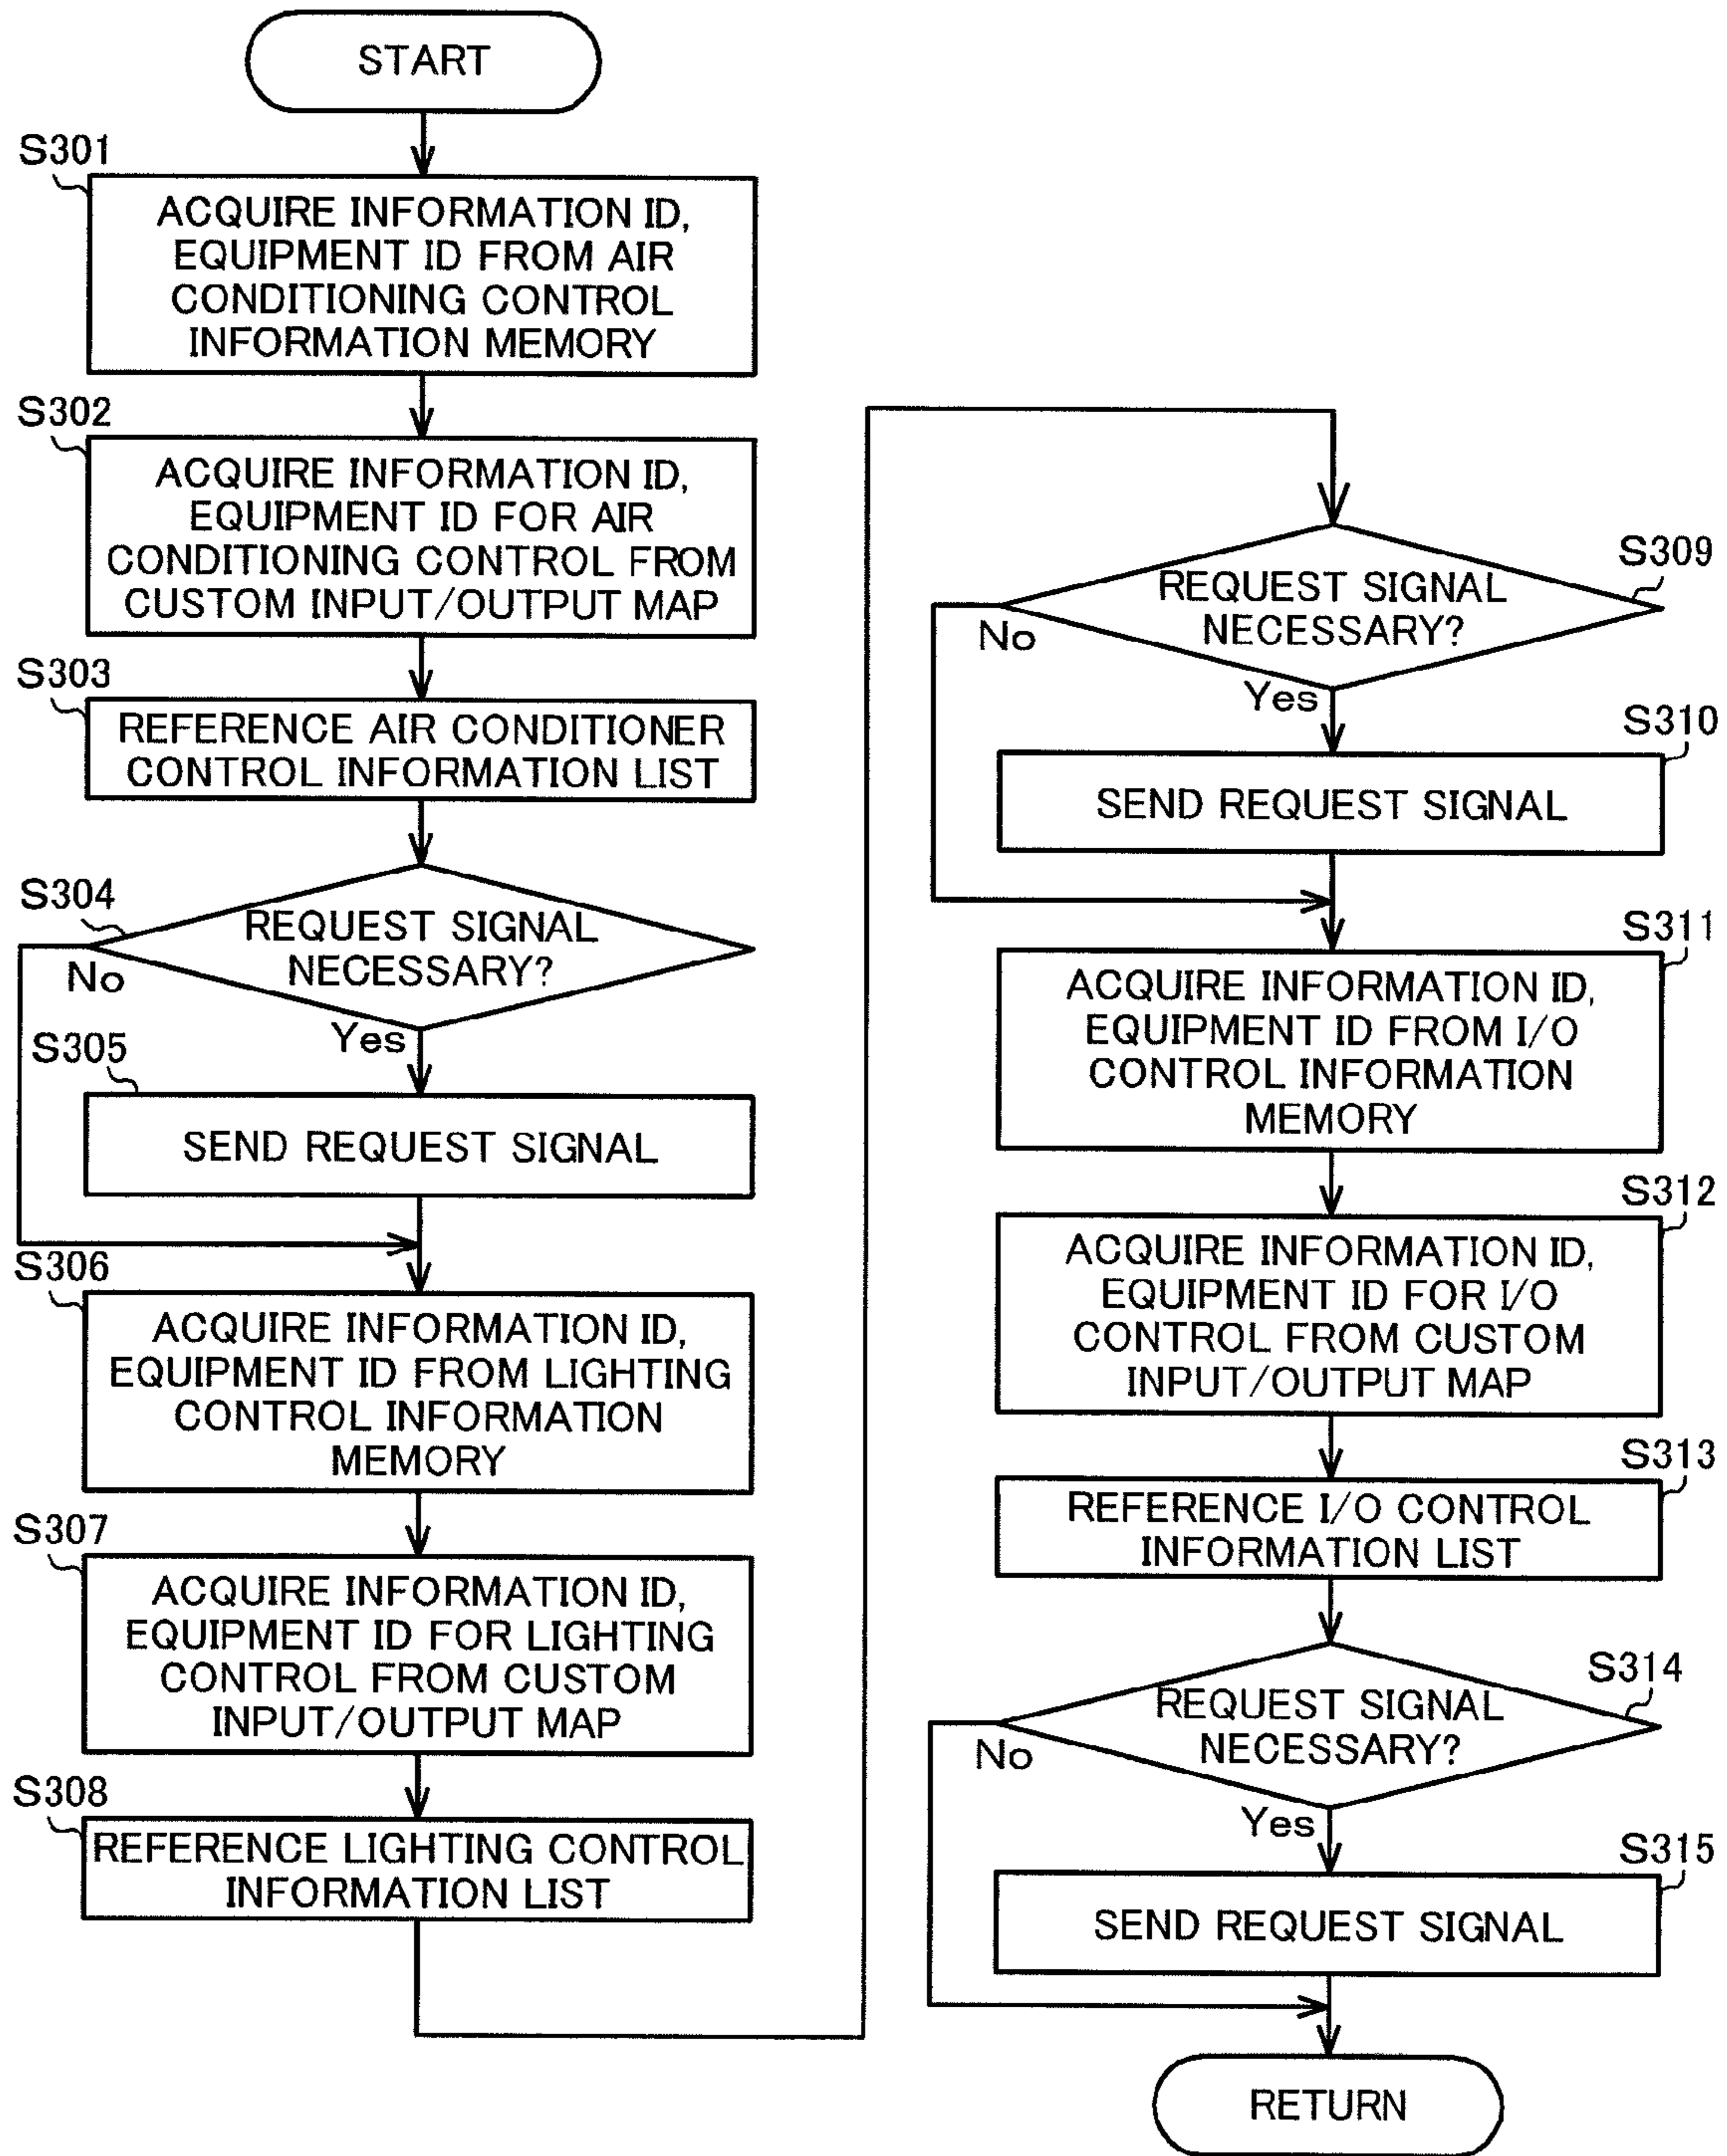 START
S301
ACQUIRE INFORMATION ID,
EQUIPMENT ID FROM AIR
CONDITIONING CONTROL
INFORMATION MEMORY
S302
ACQUIRE INFORMATION ID,
EQUIPMENT ID FOR AIR
CONDITIONING CONTROL FROM
CUSTOM INPUT/OUTPUT MAP
S303
REFERENCE AIR CONDITIONER
CONTROL INFORMATION LIST
S304
REQUEST SIGNAL
NECESSARY?
No
Yes
S305
SEND REQUEST SIGNAL
S306
ACQUIRE INFORMATION ID,
EQUIPMENT ID FROM LIGHTING
CONTROL INFORMATION
MEMORY
S307
ACQUIRE INFORMATION ID,
EQUIPMENT ID FOR LIGHTING
CONTROL FROM CUSTOM
INPUT/OUTPUT MAP
S308
REFERENCE LIGHTING CONTROL
INFORMATION LIST
S309
REQUEST SIGNAL
NECESSARY?
No
Yes
S310
SEND REQUEST SIGNAL
S311
ACQUIRE INFORMATION ID,
EQUIPMENT ID FROM I/O
CONTROL INFORMATION
MEMORY
S312
ACQUIRE INFORMATION ID,
EQUIPMENT ID FOR I/O
CONTROL FROM CUSTOM
INPUT/OUTPUT MAP
S313
REFERENCE I/O CONTROL
INFORMATION LIST
S314
REQUEST SIGNAL
NECESSARY?
No
Yes
S315
SEND REQUEST SIGNAL
RETURN